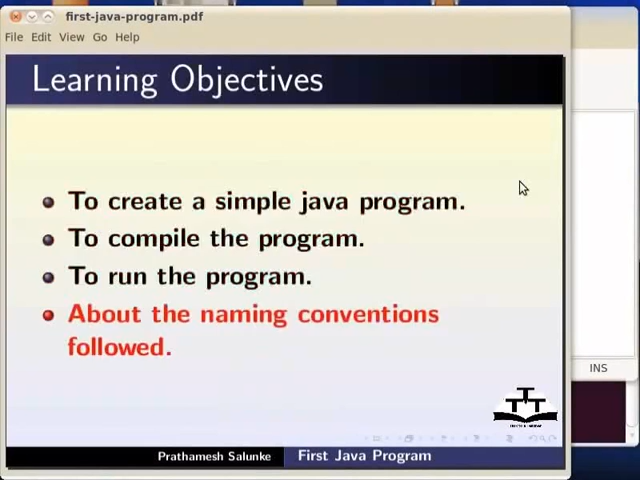 first-java-program.pdf
File Edit View Go Help
Learning Objectives
To create a simple java program.
To compile the program.
To run the program.
About the naming conventions
followed.
INS
Prathamesh Salunke First Java Program